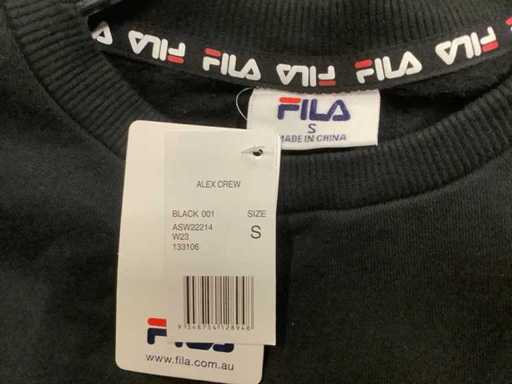 FILA FILA FILA FILA FILA FILA
FILA
S
MADE IN CHINA
ALEX CREW
BLACK 001 SIZE
ASW22214 S
W23
133106
FILA
www.fila.com.au